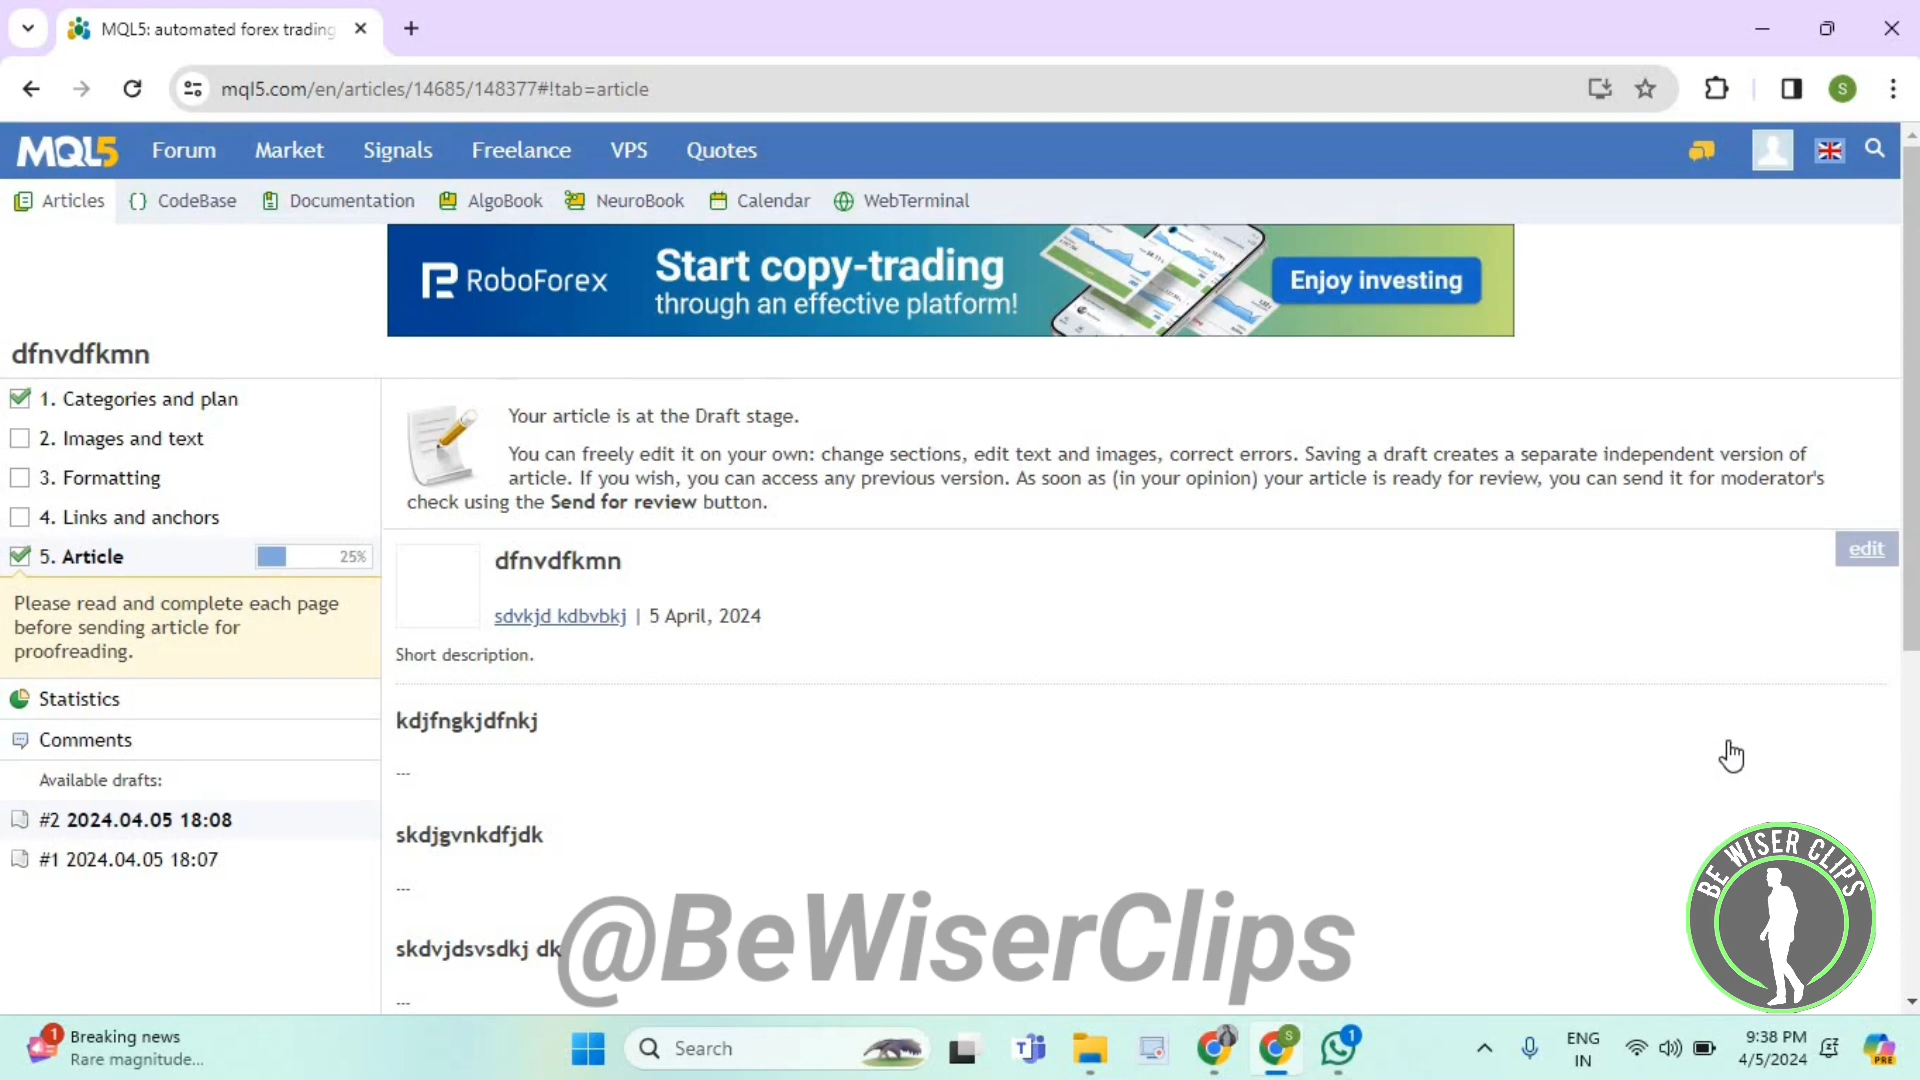 MQL5: automated forex trading
mql5.com/en/articles/14685/148377#!tab=article
S
MQL5 Forum Market Signals Freelance VPS Quotes
Articles CodeBase Documentation AlgoBook NeuroBook Calendar WebTerminal
RoboForex
Start copy-trading
through an effective platform!
Enjoy investing
dfnvdfkmn
1. Categories and plan
2. Images and text
3. Formatting
4. Links and anchors
5. Article 25%
Please read and complete each page
before sending article for
proofreading.
Statistics
Comments
Available drafts:
#2 2024.04.05 18:08
#1 2024.04.05 18:07
Your article is at the Draft stage.
You can freely edit it on your own: change sections, edit text and images, correct errors. Saving a draft creates a separate independent version of
article. If you wish, you can access any previous version. As soon as (in your opinion) your article is ready for review, you can send it for moderator's
check using the Send for review button.
dfnvdfkmn
edit
sdvkjd kdbvbkj | 5 April, 2024
Short description.
kdjfngkjdfnkj
---
skdjgvnkdfjdk
---
skdvjdsvsdkj dk
---
@BeWiserClips
BE WISER CLIPS
1
Breaking news
Rare magnitude...
Search
S
1
ENG
IN
9:38 PM
4/5/2024
PRE